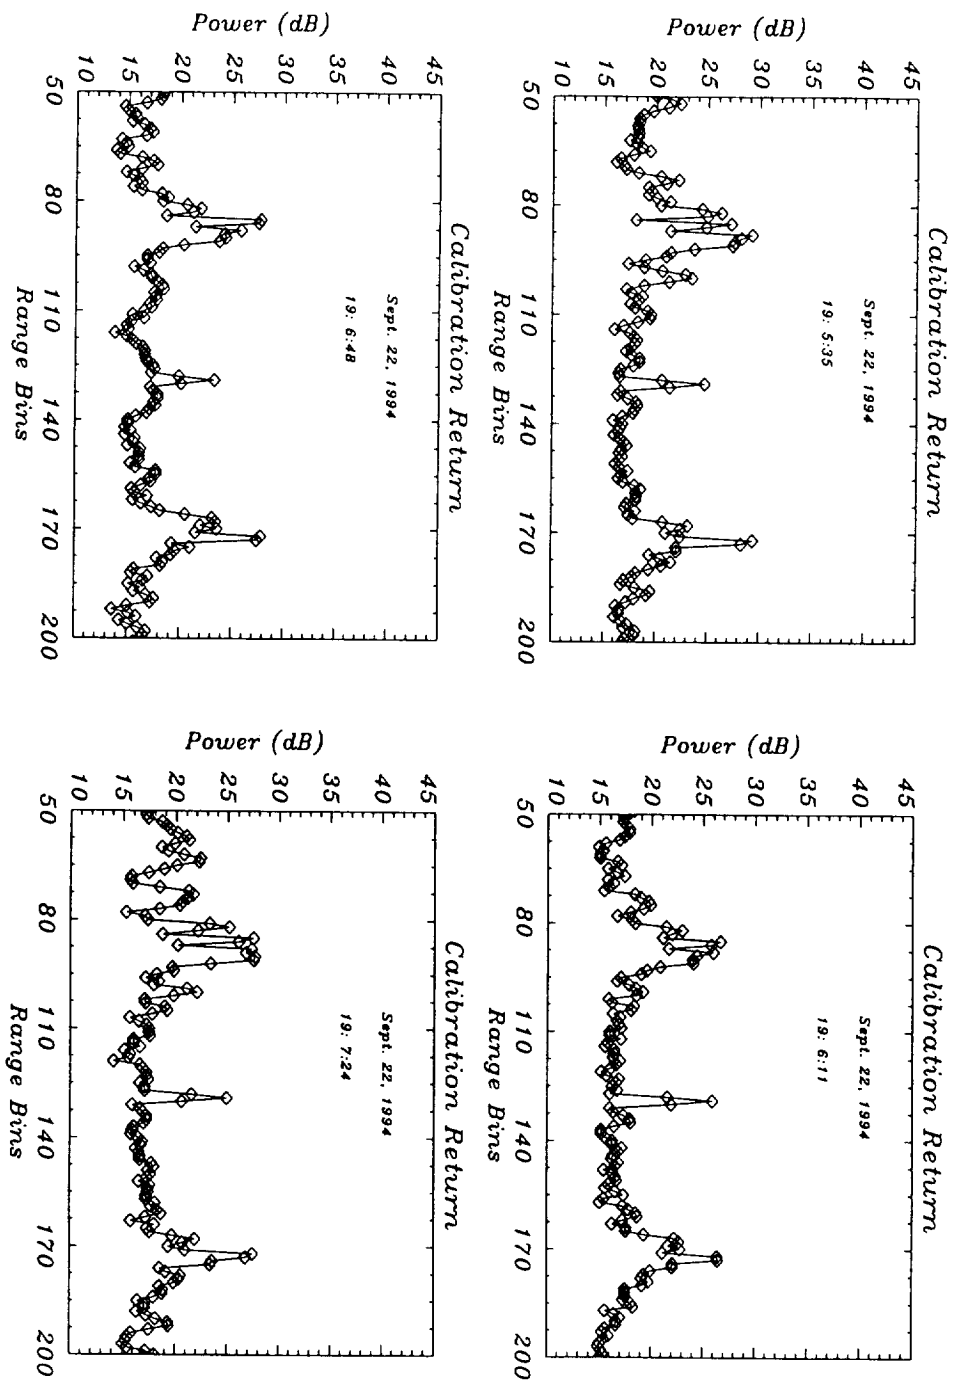 Calibration Return
Sept. 22, 1994
19: 5:35
Power (dB)
45
40
35
30
25
20
15
10
50 80 110 140 170 200
Range Bins
Calibration Return
Sept. 22, 1994
19: 6:11
Power (dB)
45
40
35
30
25
20
15
10
50 80 110 140 170 200
Range Bins
Calibration Return
Sept. 22, 1994
19: 6:48
Power (dB)
45
40
35
30
25
20
15
10
50 80 110 140 170 200
Range Bins
Calibration Return
Sept. 22, 1994
19: 7:24
Power (dB)
45
40
35
30
25
20
15
10
50 80 110 140 170 200
Range Bins